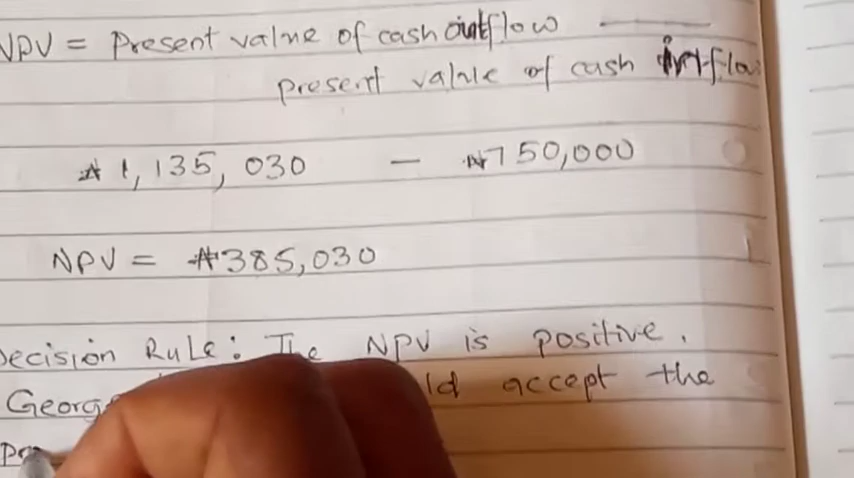 NPV = Present value of cash outflow —
present value of cash inflow
₦1,135,030 — ₦750,000
NPV = ₦385,030
Decision Rule: The NPV is positive.
accept the